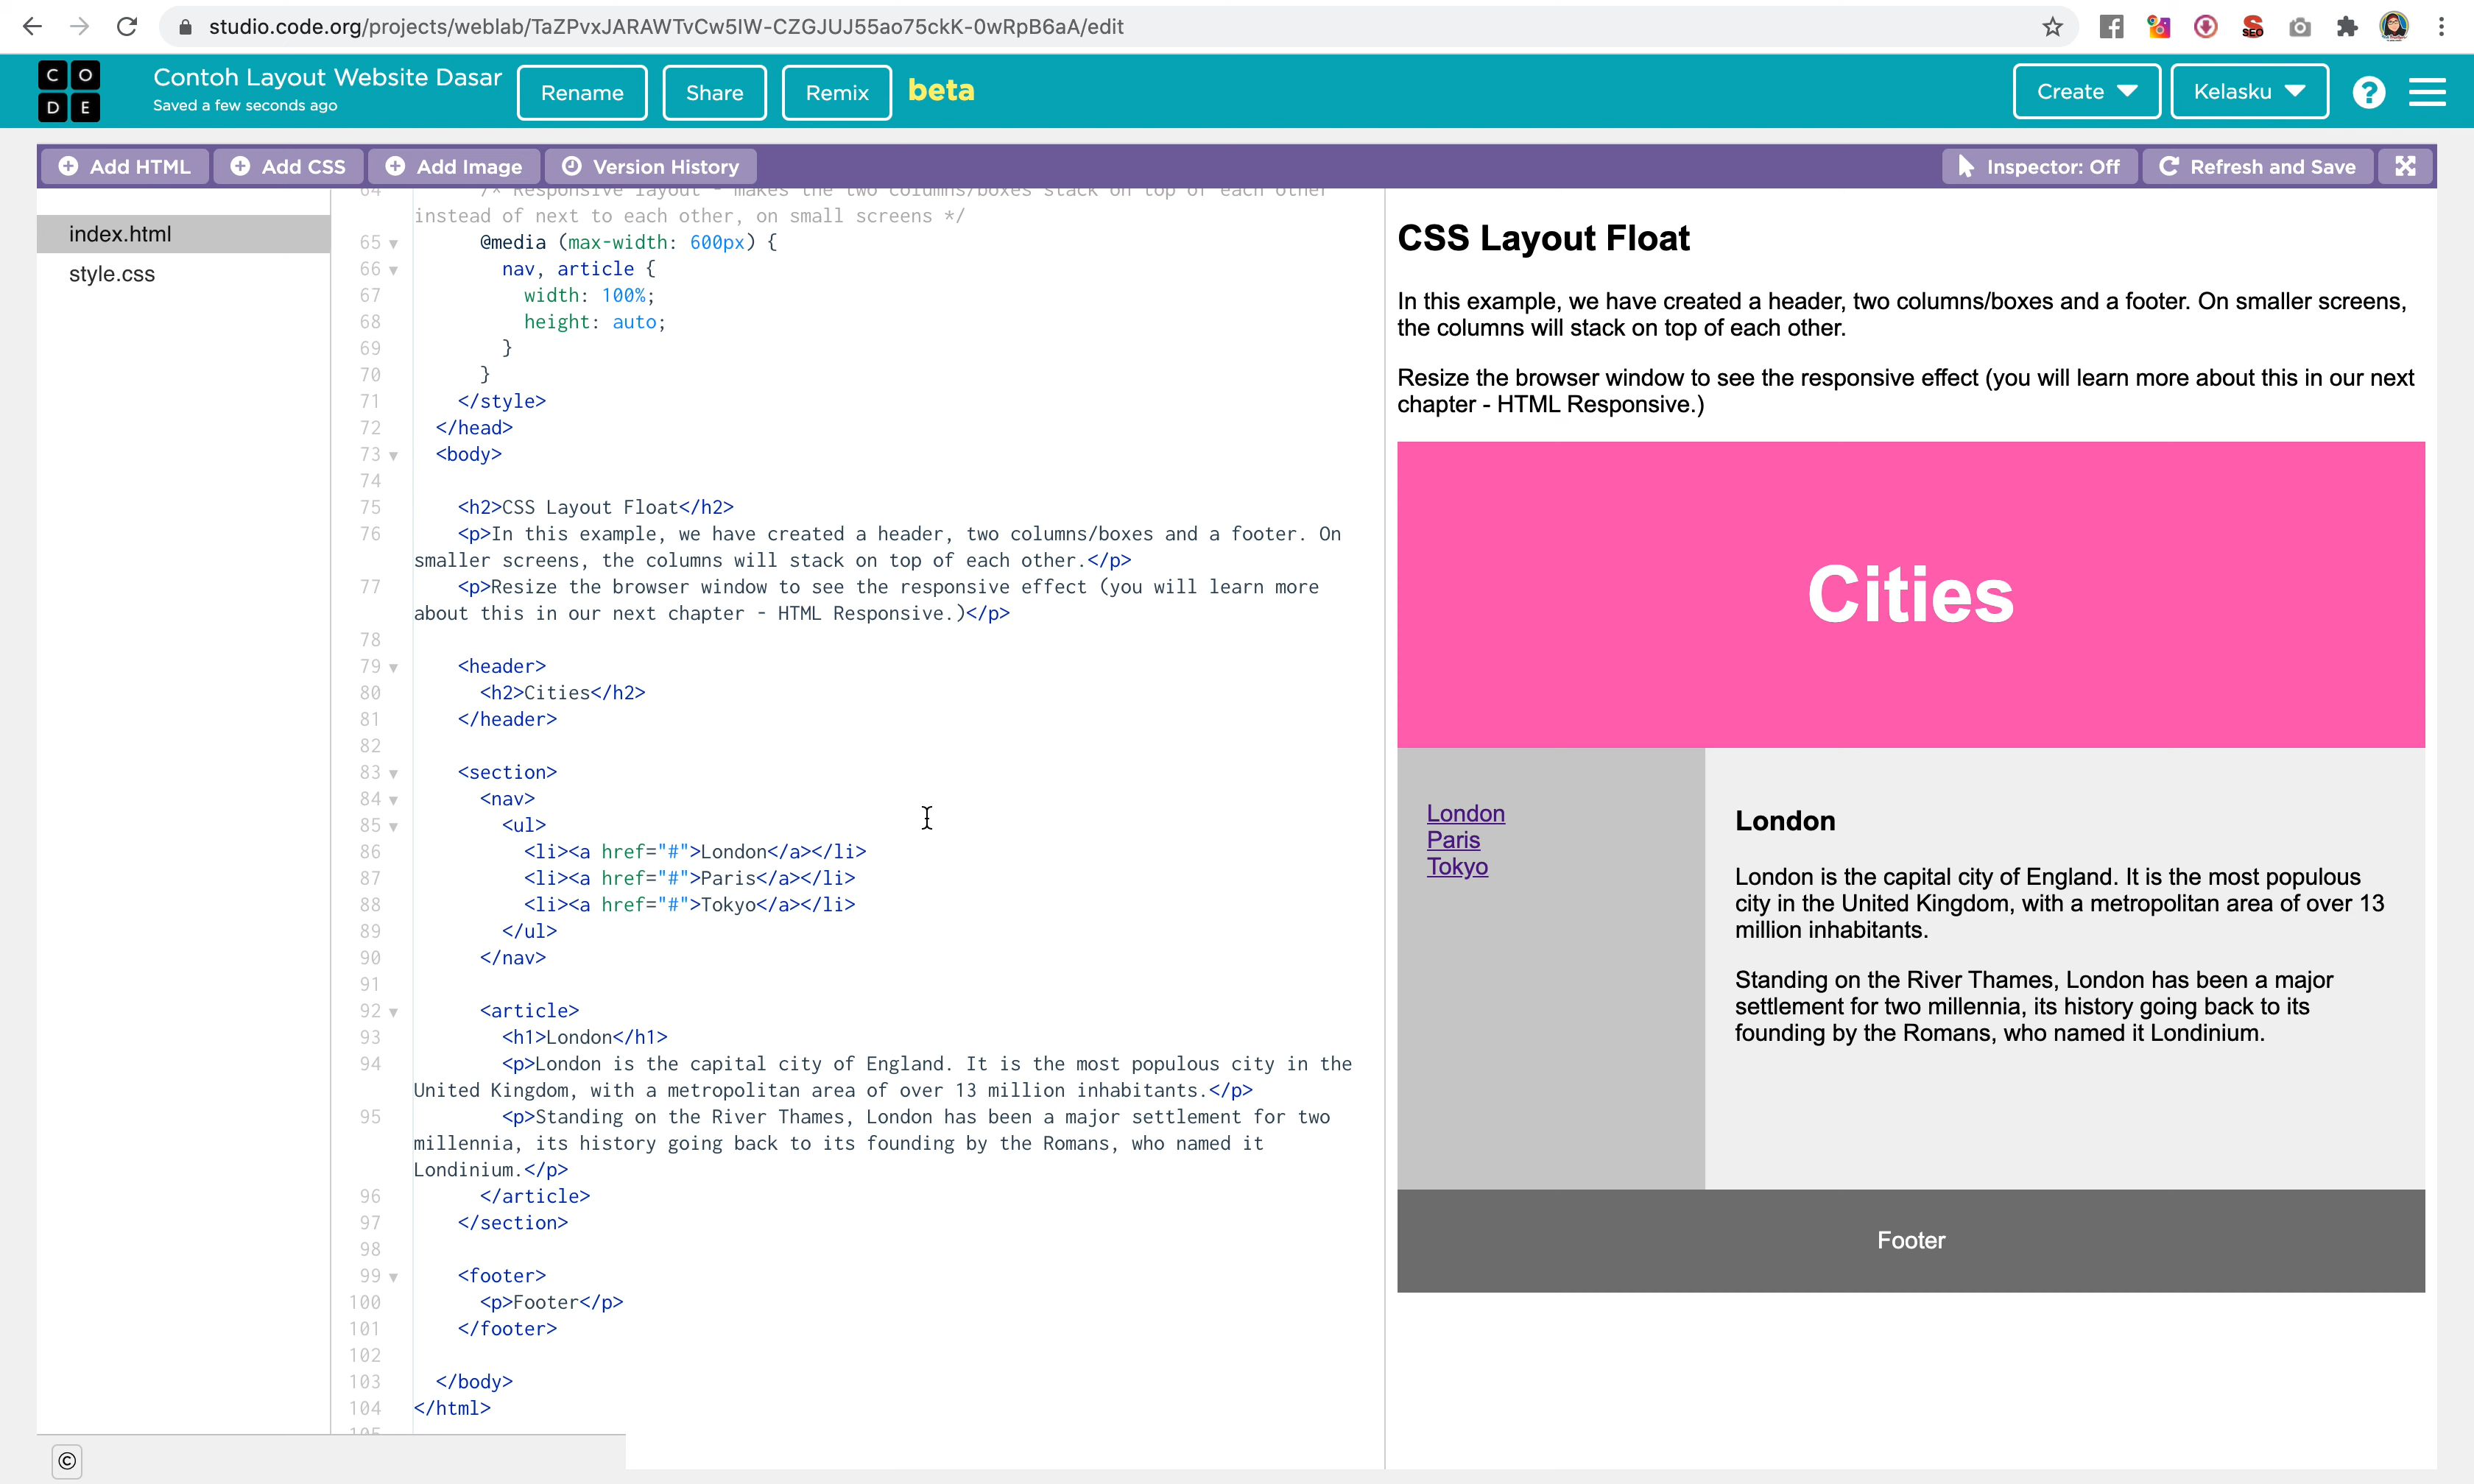 studio.code.org/projects/weblab/TaZPvxJARAWTvCw5IW-CZGJUJ55ao75ckK-0wRpB6aA/edit
SEO
C O
D E
Contoh Layout Website Dasar
Saved a few seconds ago
Rename
Share
Remix
beta
Create
Kelasku
?
Add HTML
Add CSS
Add Image
Version History
Inspector: Off
Refresh and Save
index.html
style.css
64 /* Responsive layout - makes the two columns/boxes stack on top of each other
instead of next to each other, on small screens */
65 @media (max-width: 600px) {
66 nav, article {
67 width: 100%;
68 height: auto;
69 }
70 }
71 </style>
72 </head>
73 <body>
74
75 <h2>CSS Layout Float</h2>
76 <p>In this example, we have created a header, two columns/boxes and a footer. On
smaller screens, the columns will stack on top of each other.</p>
77 <p>Resize the browser window to see the responsive effect (you will learn more
about this in our next chapter - HTML Responsive.)</p>
78
79 <header>
80 <h2>Cities</h2>
81 </header>
82
83 <section>
84 <nav>
85 <ul>
86 <li><a href="#">London</a></li>
87 <li><a href="#">Paris</a></li>
88 <li><a href="#">Tokyo</a></li>
89 </ul>
90 </nav>
91
92 <article>
93 <h1>London</h1>
94 <p>London is the capital city of England. It is the most populous city in the
United Kingdom, with a metropolitan area of over 13 million inhabitants.</p>
95 <p>Standing on the River Thames, London has been a major settlement for two
millennia, its history going back to its founding by the Romans, who named it
Londinium.</p>
96 </article>
97 </section>
98
99 <footer>
100 <p>Footer</p>
101 </footer>
102
103 </body>
104 </html>
105
©
CSS Layout Float
In this example, we have created a header, two columns/boxes and a footer. On smaller screens,
the columns will stack on top of each other.
Resize the browser window to see the responsive effect (you will learn more about this in our next
chapter - HTML Responsive.)
Cities
London
Paris
Tokyo
London
London is the capital city of England. It is the most populous
city in the United Kingdom, with a metropolitan area of over 13
million inhabitants.
Standing on the River Thames, London has been a major
settlement for two millennia, its history going back to its
founding by the Romans, who named it Londinium.
Footer